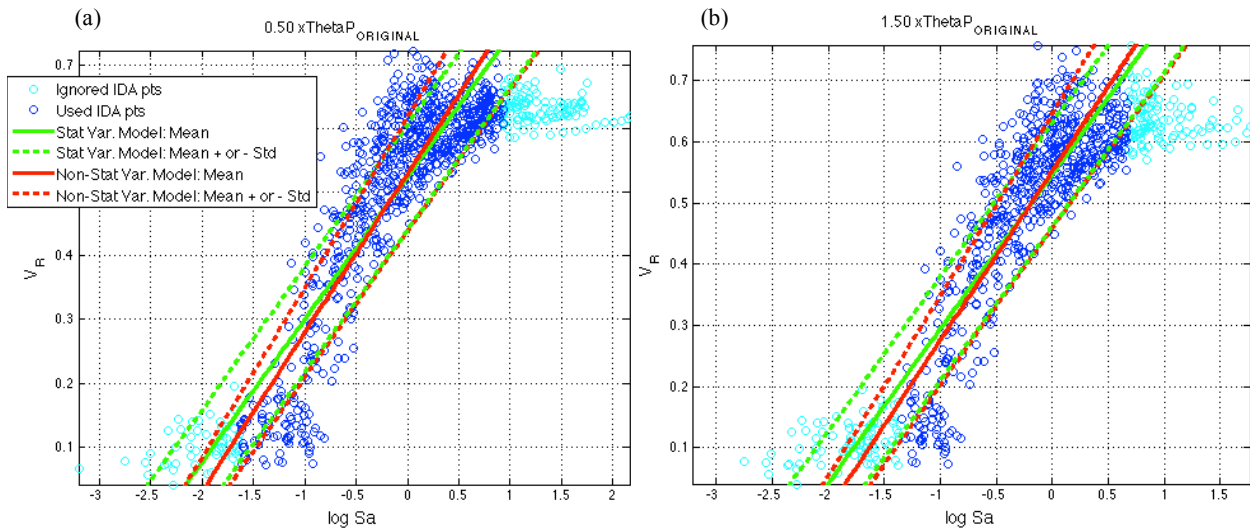 (a)
0.50 xThetaP_ORIGINAL
0.7
Ignored IDA pts
Used IDA pts
Stat Var. Model: Mean
Stat Var. Model: Mean + or - Std
Non-Stat Var. Model: Mean
Non-Stat Var. Model: Mean + or - Std
0.4
V_R
0.3
0.2
0.1
-3 -2.5 -2 -1.5 -1 -0.5 0 0.5 1 1.5 2
log Sa
(b)
1.50 xThetaP_ORIGINAL
0.7
0.6
0.5
0.4
V_R
0.3
0.2
0.1
-3 -2.5 -2 -1.5 -1 -0.5 0 0.5 1 1.5
log Sa